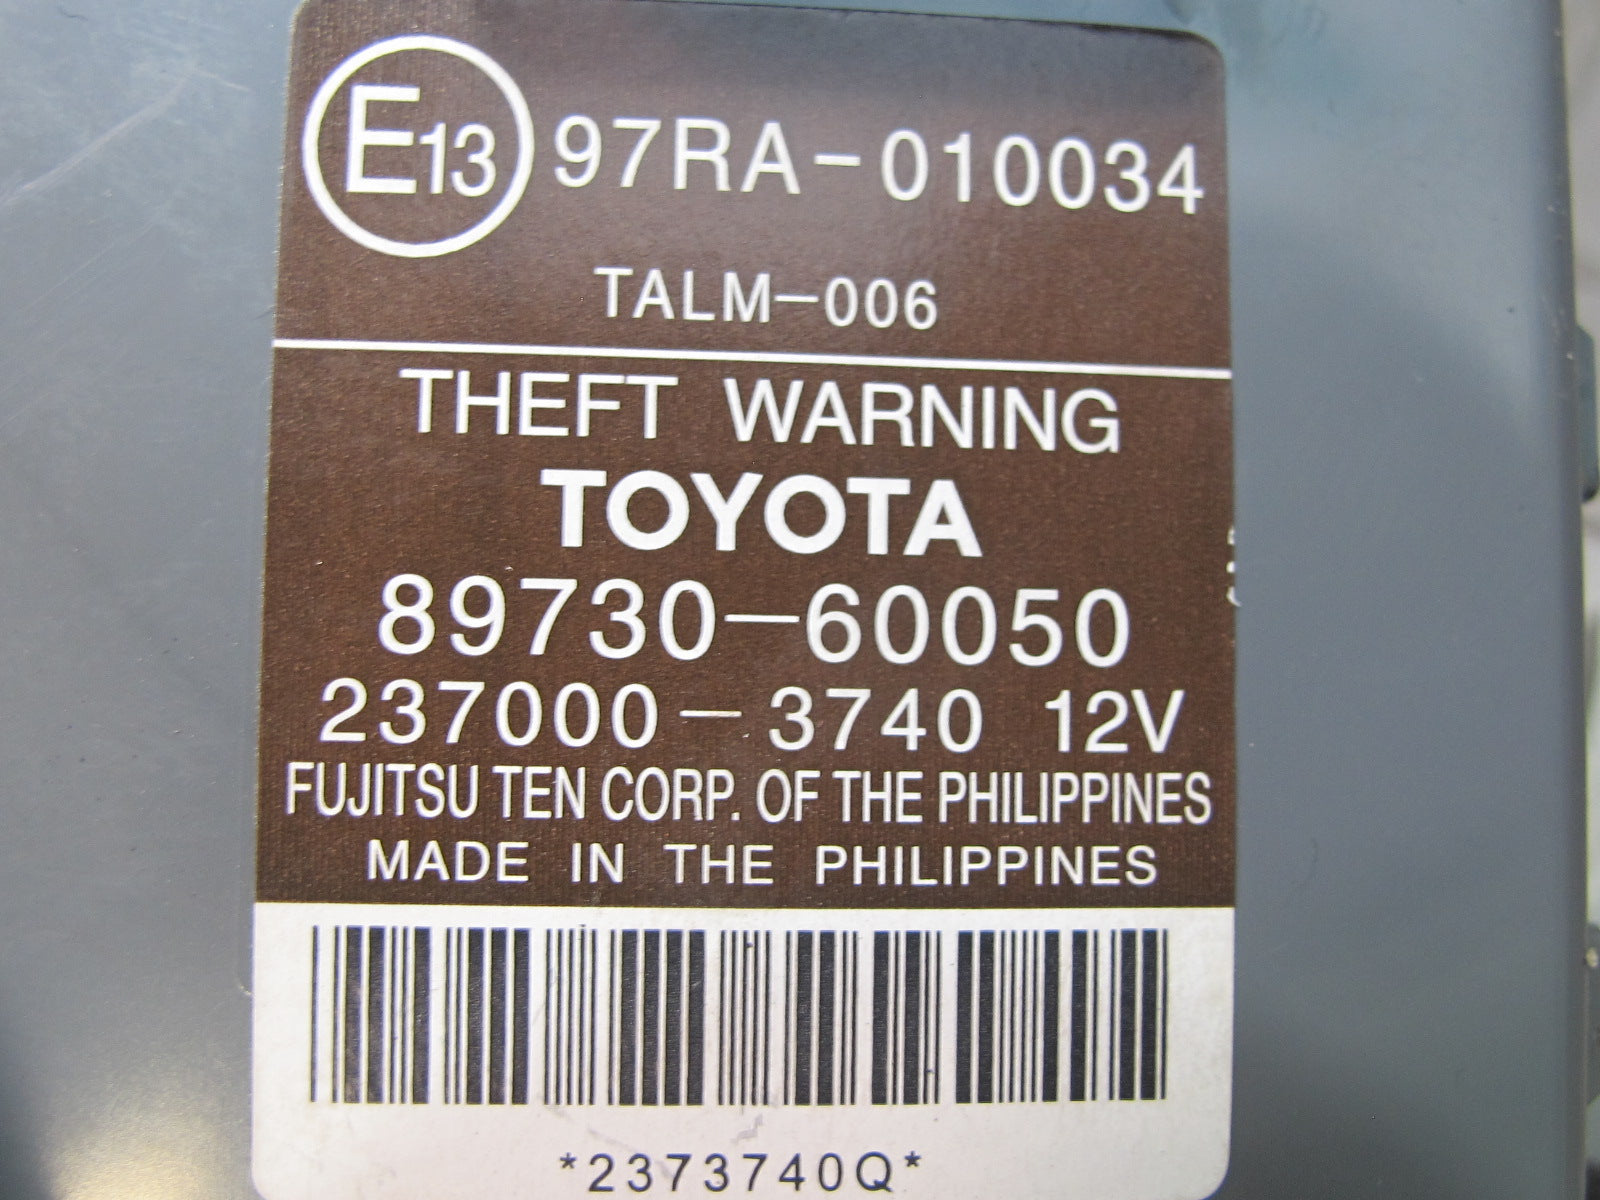 E13 97RA-010034
TALM-006
THEFT WARNING
TOYOTA
89730-60050
237000-3740 12V
FUJITSU TEN CORP. OF THE PHILIPPINES
MADE IN THE PHILIPPINES
*2373740Q*